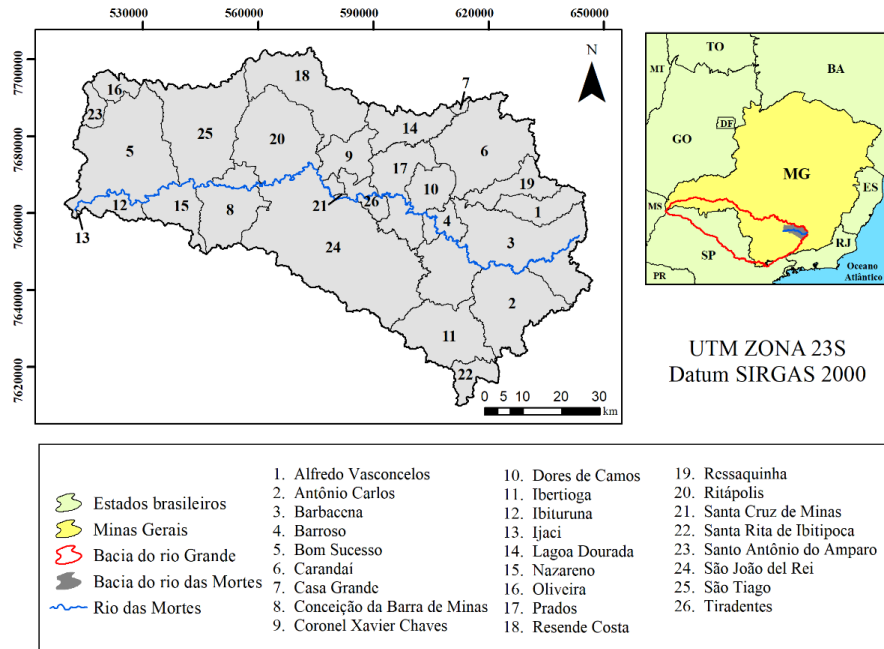 530000 560000 590000 620000 650000
7700000
7680000
7660000
7640000
7620000
N
16
18
7
23
25
20
14
6
9
5
17
19
10
21
26
1
12
15
8
4
3
13
24
2
11
22
0 5 10 20 30
km
TO
MT
BA
DF
GO
MG
ES
MS
RJ
SP
PR
Oceano
Atlântico
UTM ZONA 23S
Datum SIRGAS 2000
Estados brasileiros
Minas Gerais
Bacia do rio Grande
Bacia do rio das Mortes
Rio das Mortes
1. Alfredo Vasconcelos
2. Antônio Carlos
3. Barbacena
4. Barroso
5. Bom Sucesso
6. Carandaí
7. Casa Grande
8. Conceição da Barra de Minas
9. Coronel Xavier Chaves
10. Dores de Camos
11. Ibertioga
12. Ibituruna
13. Ijaci
14. Lagoa Dourada
15. Nazareno
16. Oliveira
17. Prados
18. Resende Costa
19. Ressaquinha
20. Ritápolis
21. Santa Cruz de Minas
22. Santa Rita de Ibitipoca
23. Santo Antônio do Amparo
24. São João del Rei
25. São Tiago
26. Tiradentes